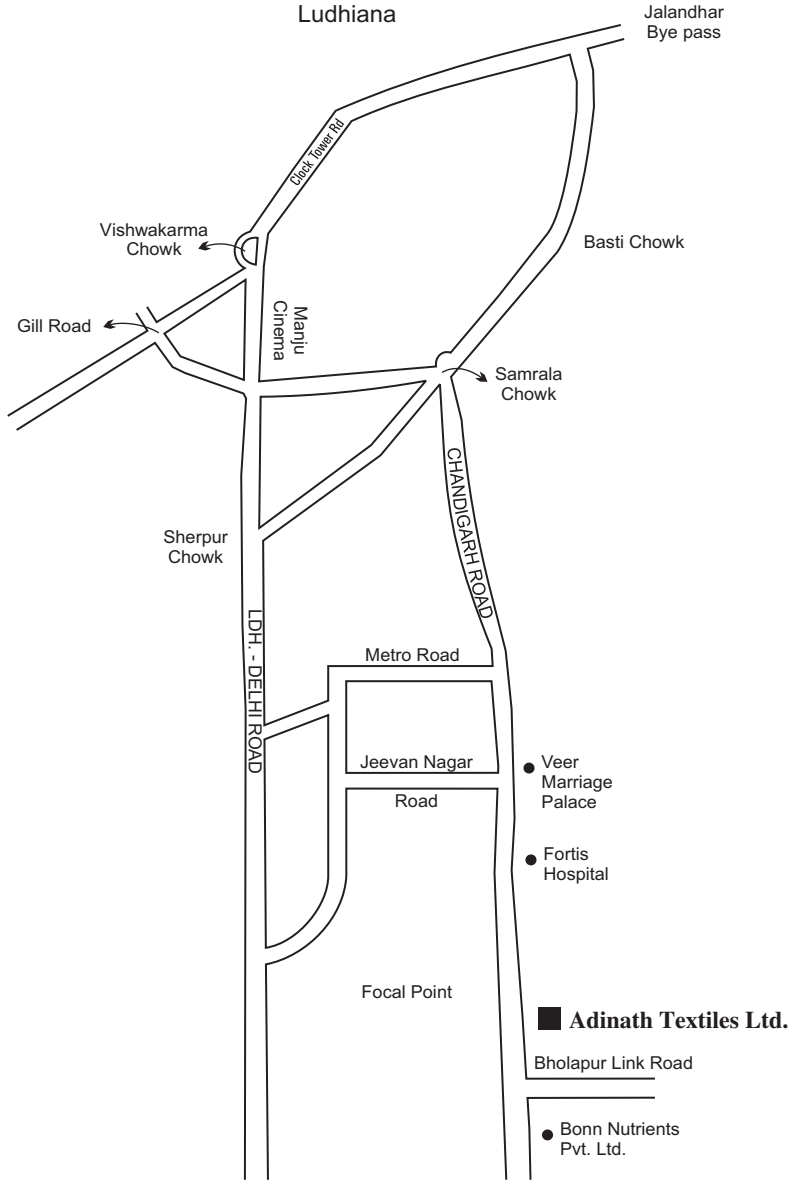 Ludhiana
Jalandhar
Bye pass
Clock Tower Rd
Vishwakarma
Chowk
Basti Chowk
Gill Road
Manju
Cinema
Samrala
Chowk
CHANDIGARH ROAD
Sherpur
Chowk
LDH. - DELHI ROAD
Metro Road
Jeevan Nagar
Road
Veer
Marriage
Palace
Fortis
Hospital
Focal Point
Adinath Textiles Ltd.
Bholapur Link Road
Bonn Nutrients
Pvt. Ltd.